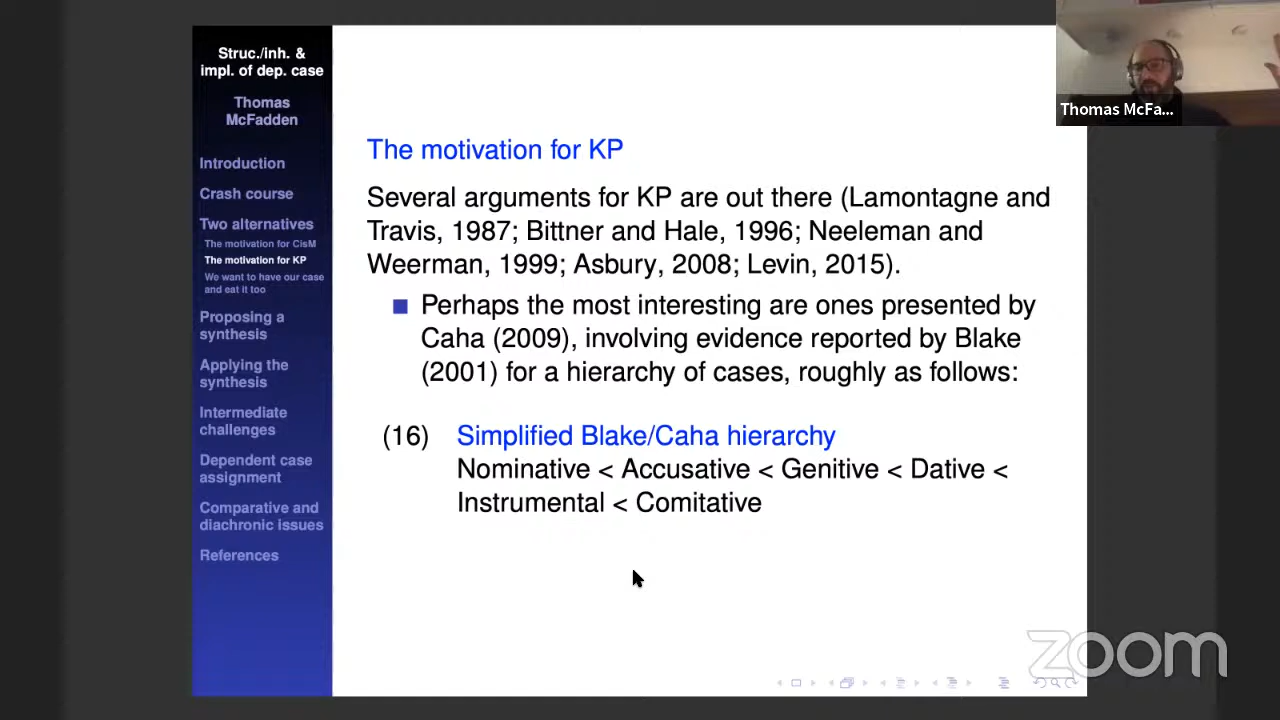 Struc./inh. &
impl. of dep. case
Thomas
McFadden
Introduction
Crash course
Two alternatives
The motivation for CisM
The motivation for KP
We want to have our case
and eat it too
Proposing a
synthesis
Applying the
synthesis
Intermediate
challenges
Dependent case
assignment
Comparative and
diachronic issues
References
The motivation for KP
Several arguments for KP are out there (Lamontagne and
Travis, 1987; Bittner and Hale, 1996; Neeleman and
Weerman, 1999; Asbury, 2008; Levin, 2015).
Perhaps the most interesting are ones presented by
Caha (2009), involving evidence reported by Blake
(2001) for a hierarchy of cases, roughly as follows:
(16) Simplified Blake/Caha hierarchy
Nominative < Accusative < Genitive < Dative <
Instrumental < Comitative
Thomas McFa...
zoom